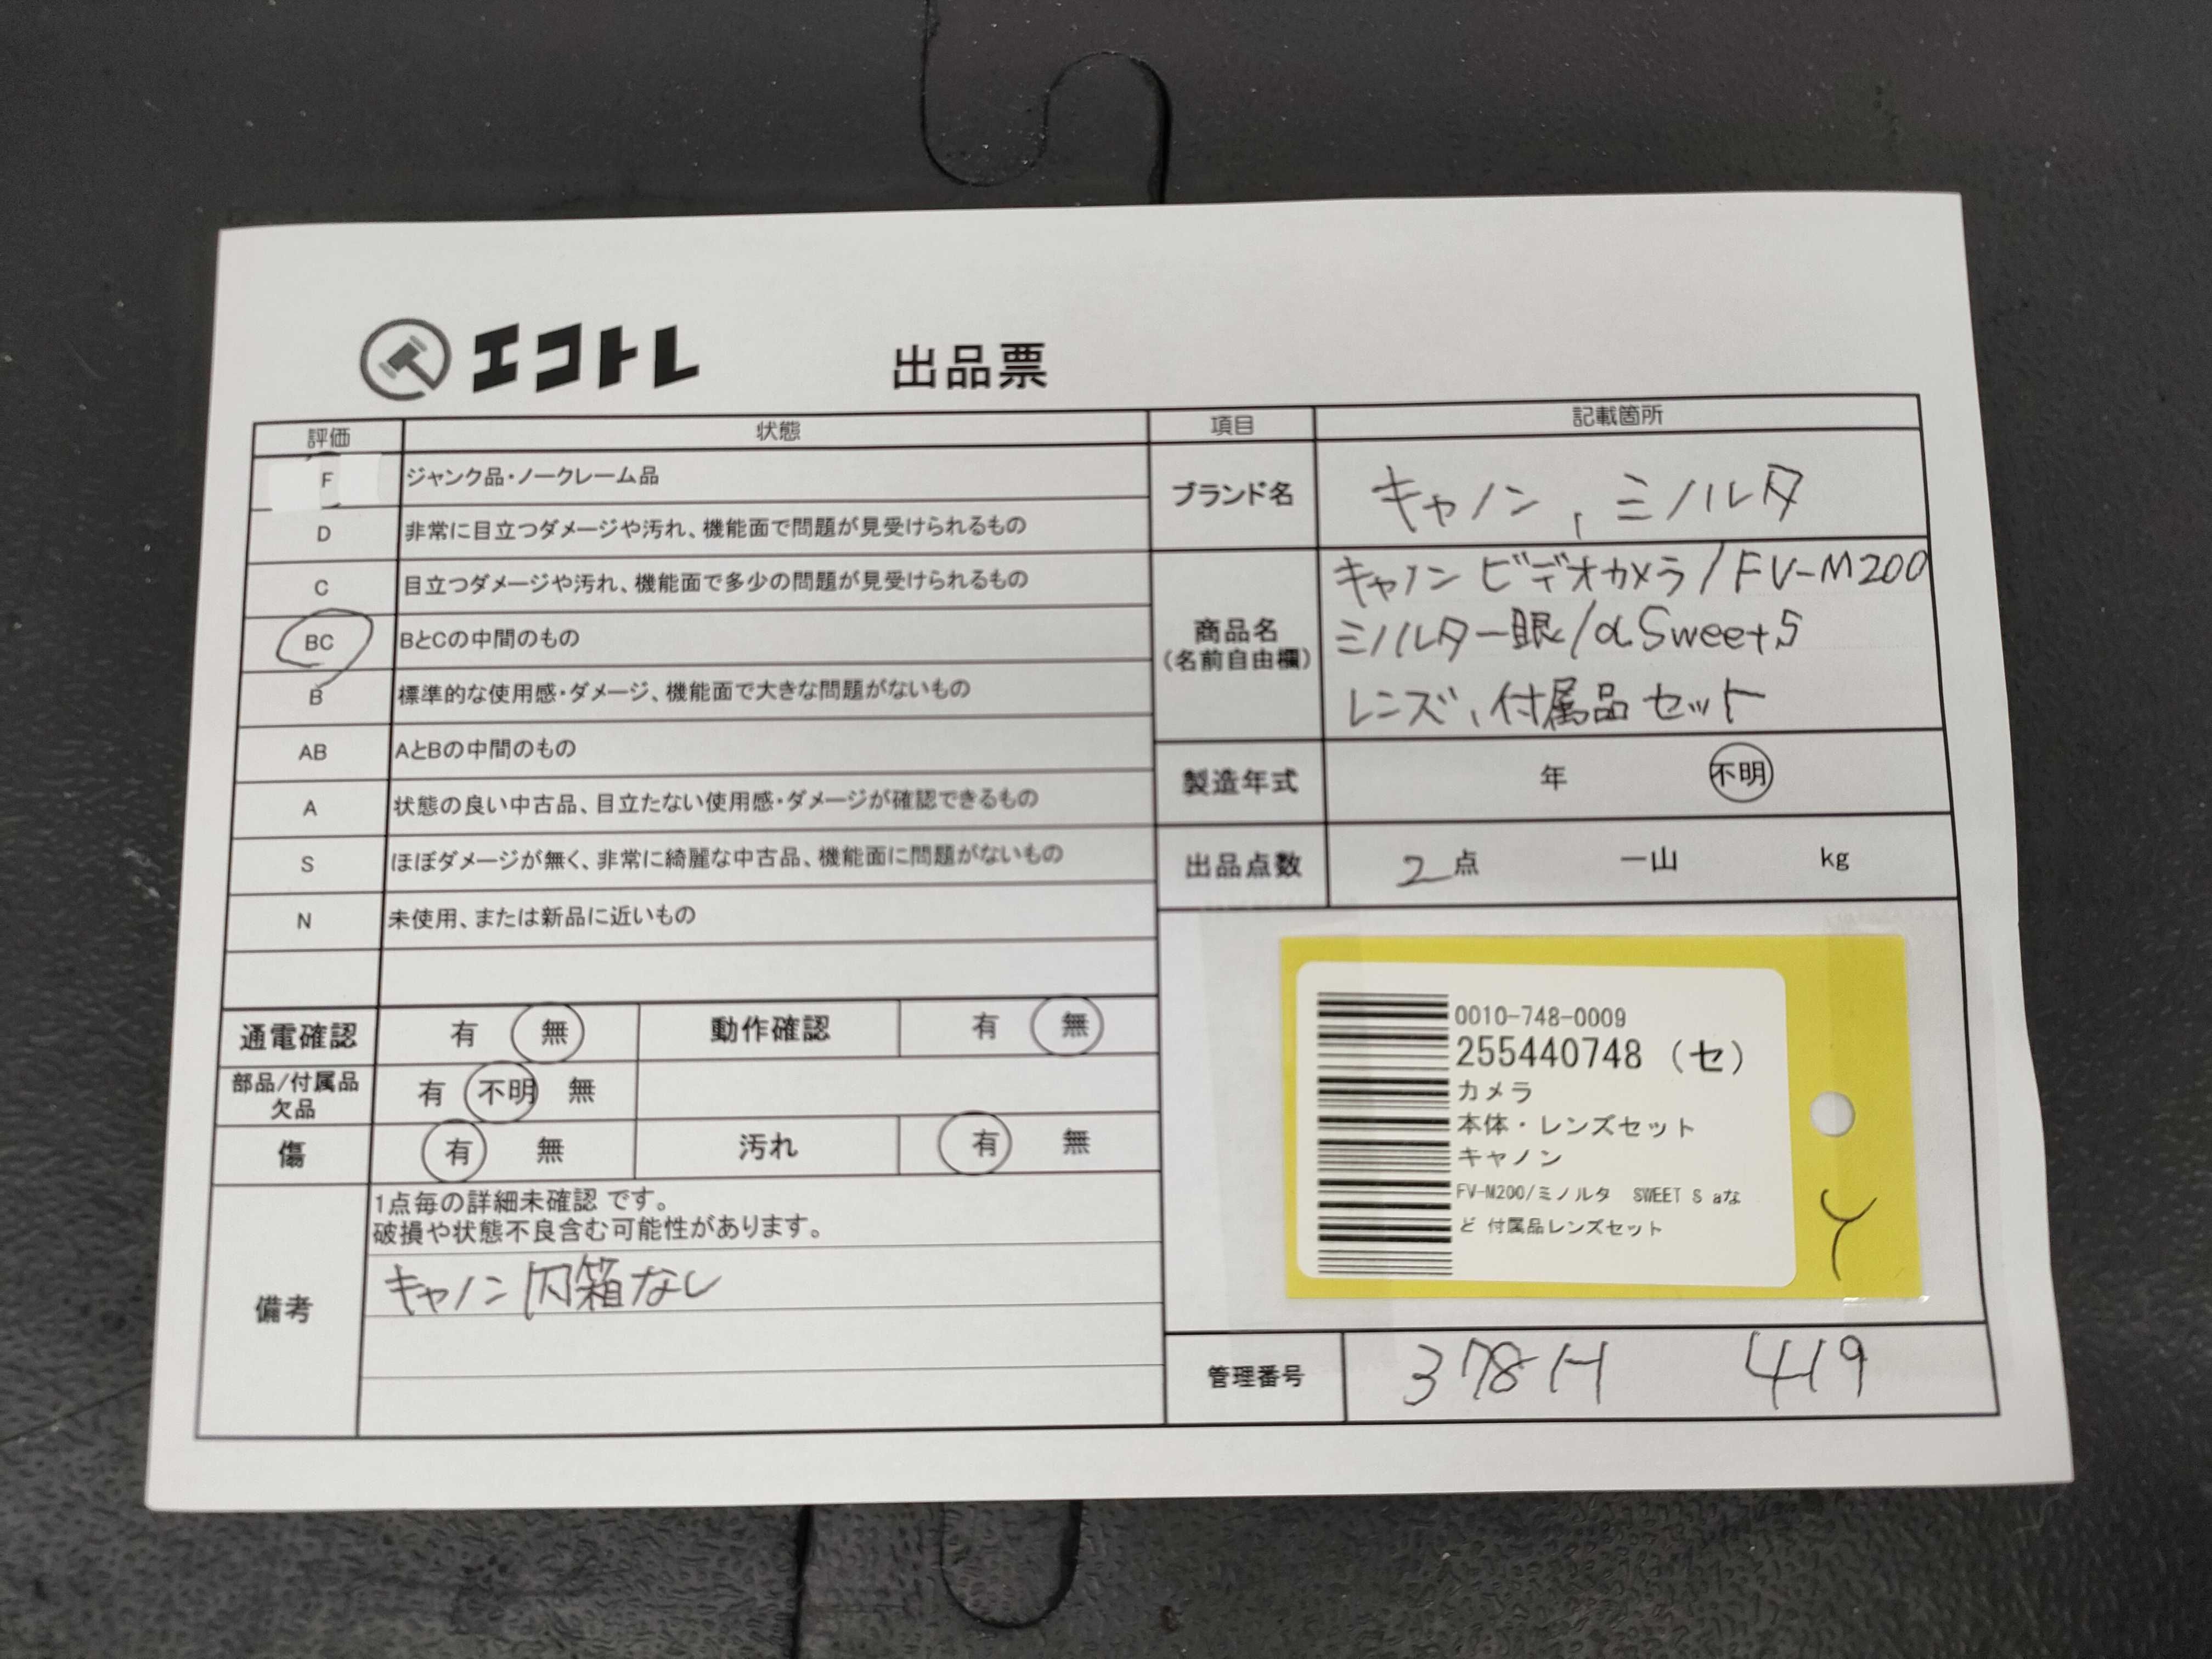 エコトレ
出品票
評価 状態
F ジャンク品・ノークレーム品
D 非常に目立つダメージや汚れ、機能面で問題が見受けられるもの
C 目立つダメージや汚れ、機能面で多少の問題が見受けられるもの
BC BとCの中間のもの
B 標準的な使用感・ダメージ、機能面で大きな問題がないもの
AB AとBの中間のもの
A 状態の良い中古品、目立たない使用感・ダメージが確認できるもの
S ほぼダメージが無く、非常に綺麗な中古品、機能面に問題がないもの
N 未使用、または新品に近いもの
通電確認 有 無 動作確認 有 無
部品/付属品
欠品
有 不明 無
傷 有 無 汚れ 有 無
備考
1点毎の詳細未確認 です。
破損や状態不良含む可能性があります。
キャノン内箱なし
項目 記載箇所
ブランド名 キャノン, ミノルタ
商品名
(名前自由欄)
キャノン ビデオカメラ/FV-M200
ミノルタ一眼/αSweetS
レンズ、付属品セット
製造年式 年 不明
出品点数 2点 一山 kg
0010-748-0009
255440748 (セ)
カメラ
本体・レンズセット
キャノン
FV-M200/ミノルタ SWEET S aな
ど 付属品レンズセット
Y
管理番号 378H 419